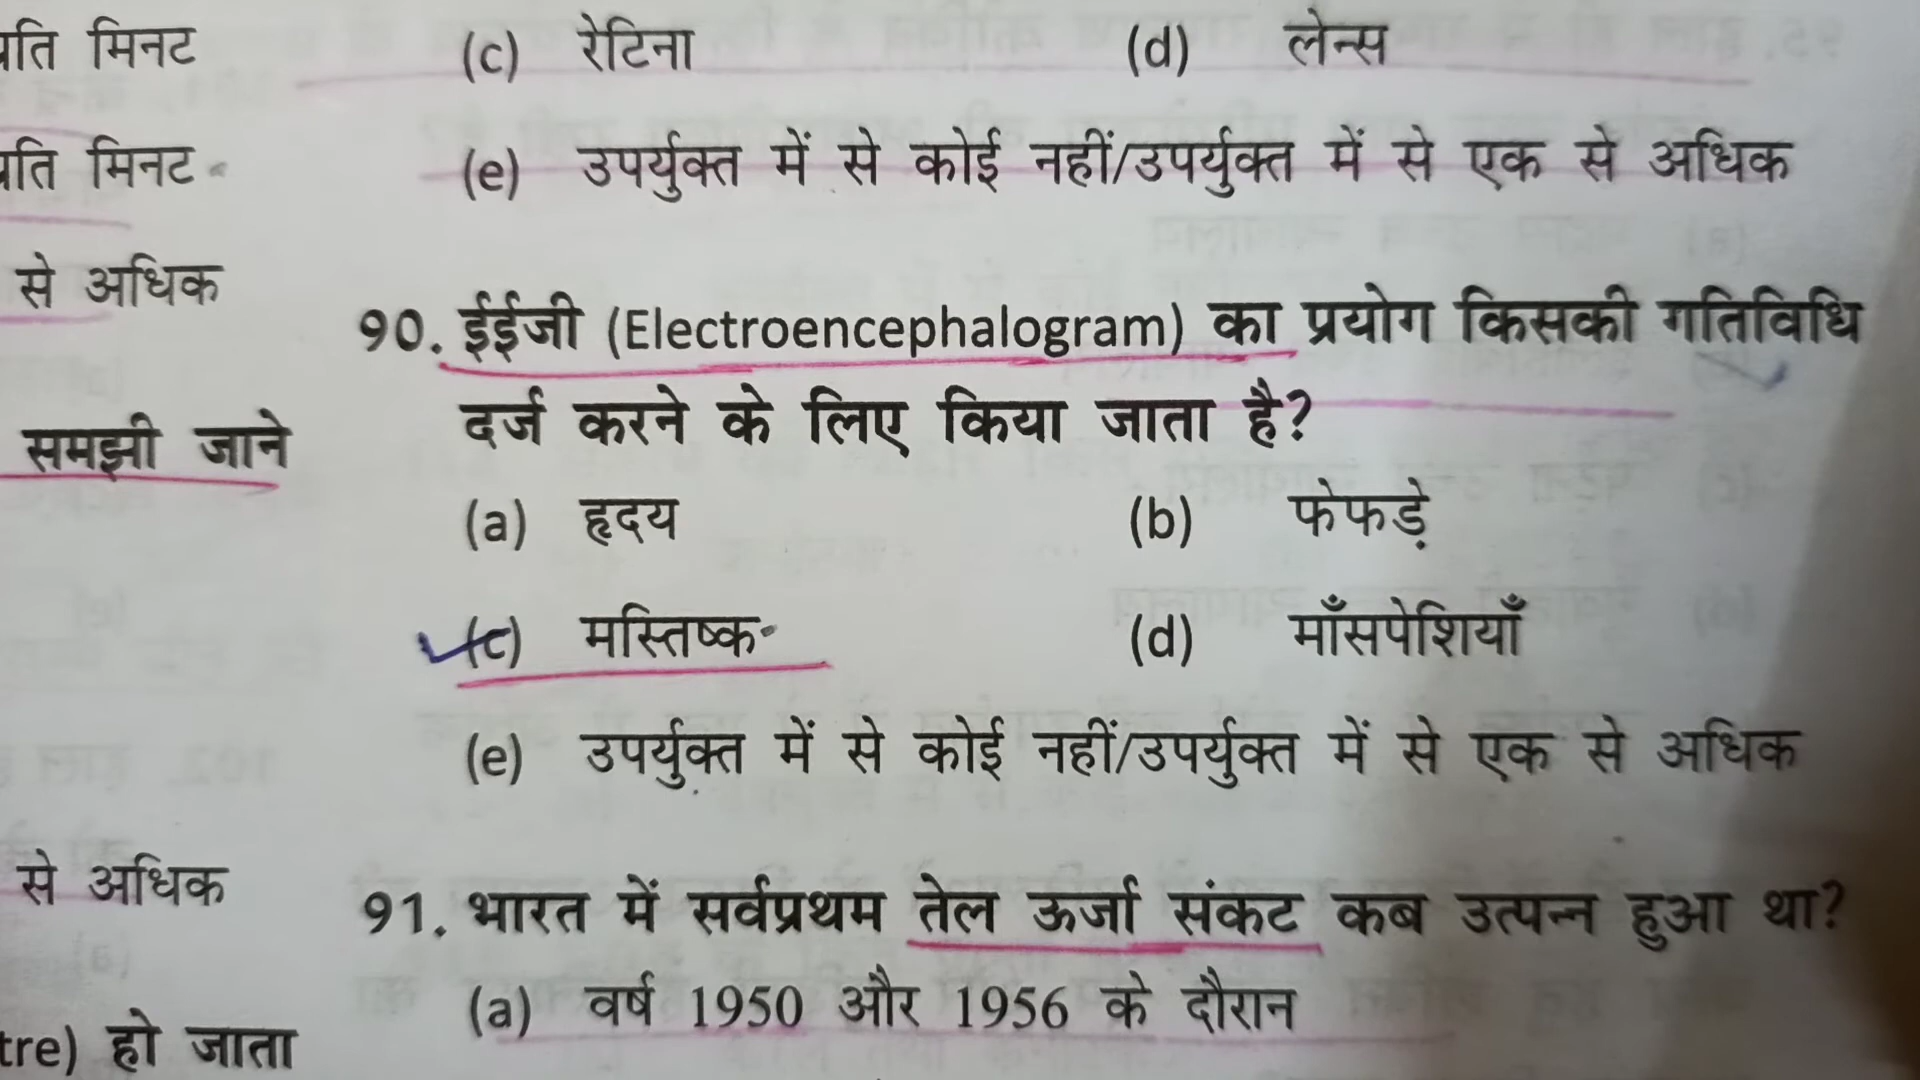 प्रति मिनट
प्रति मिनट
से अधिक
समझी जाने
से अधिक
tre) हो जाता
(c) रेटिना (d) लेन्स
(e) उपर्युक्त में से कोई नहीं/उपर्युक्त में से एक से अधिक
90. ईईजी (Electroencephalogram) का प्रयोग किसकी गतिविधि
दर्ज करने के लिए किया जाता है?
(a) हृदय (b) फेफड़े
(c) मस्तिष्क (d) माँसपेशियाँ
(e) उपर्युक्त में से कोई नहीं/उपर्युक्त में से एक से अधिक
91. भारत में सर्वप्रथम तेल ऊर्जा संकट कब उत्पन्न हुआ था?
(a) वर्ष 1950 और 1956 के दौरान